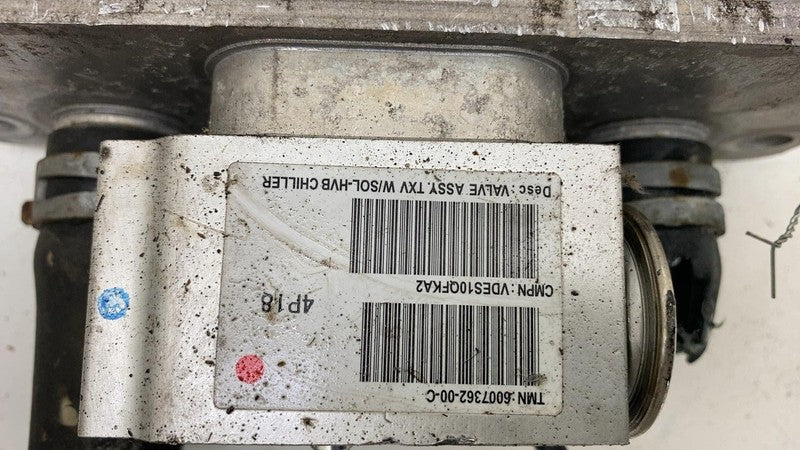 TMN :6007362-00-C
CMPN : VDES10QFKA2
4P18
Desc : VALVE ASSY, TXV W/SOL-HVB CHILLER